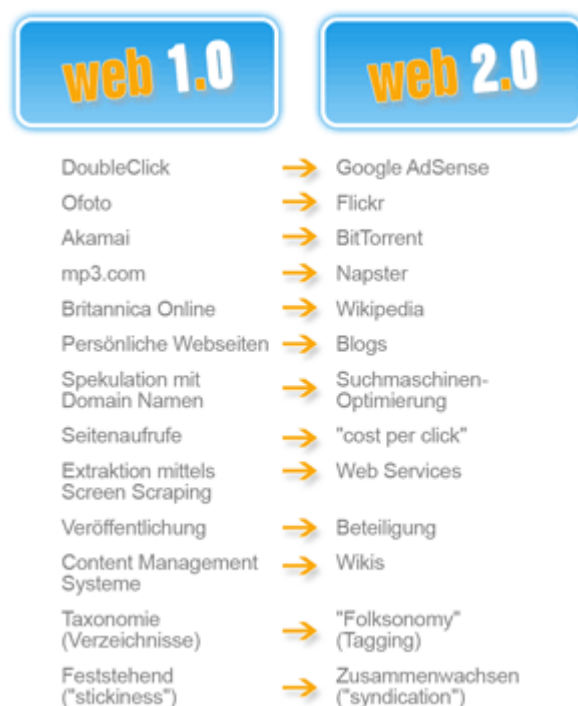 web 1.0 web 2.0
DoubleClick → Google AdSense
Ofoto → Flickr
Akamai → BitTorrent
mp3.com → Napster
Britannica Online → Wikipedia
Persönliche Webseiten → Blogs
Spekulation mit
Domain Namen → Suchmaschinen-
Optimierung
Seitenaufrufe → "cost per click"
Extraktion mittels
Screen Scraping → Web Services
Veröffentlichung → Beteiligung
Content Management
Systeme → Wikis
Taxonomie
(Verzeichnisse) → "Folksonomy"
(Tagging)
Feststehend
("stickiness") → Zusammenwachsen
("syndication")